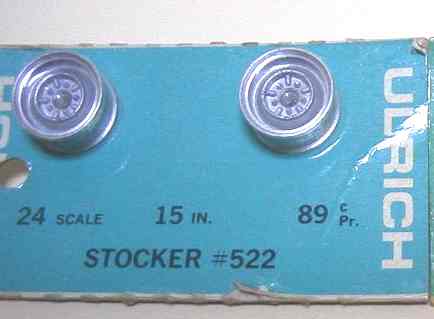 24 SCALE 15 IN. 89 c Pr.
STOCKER #522
ULRICH